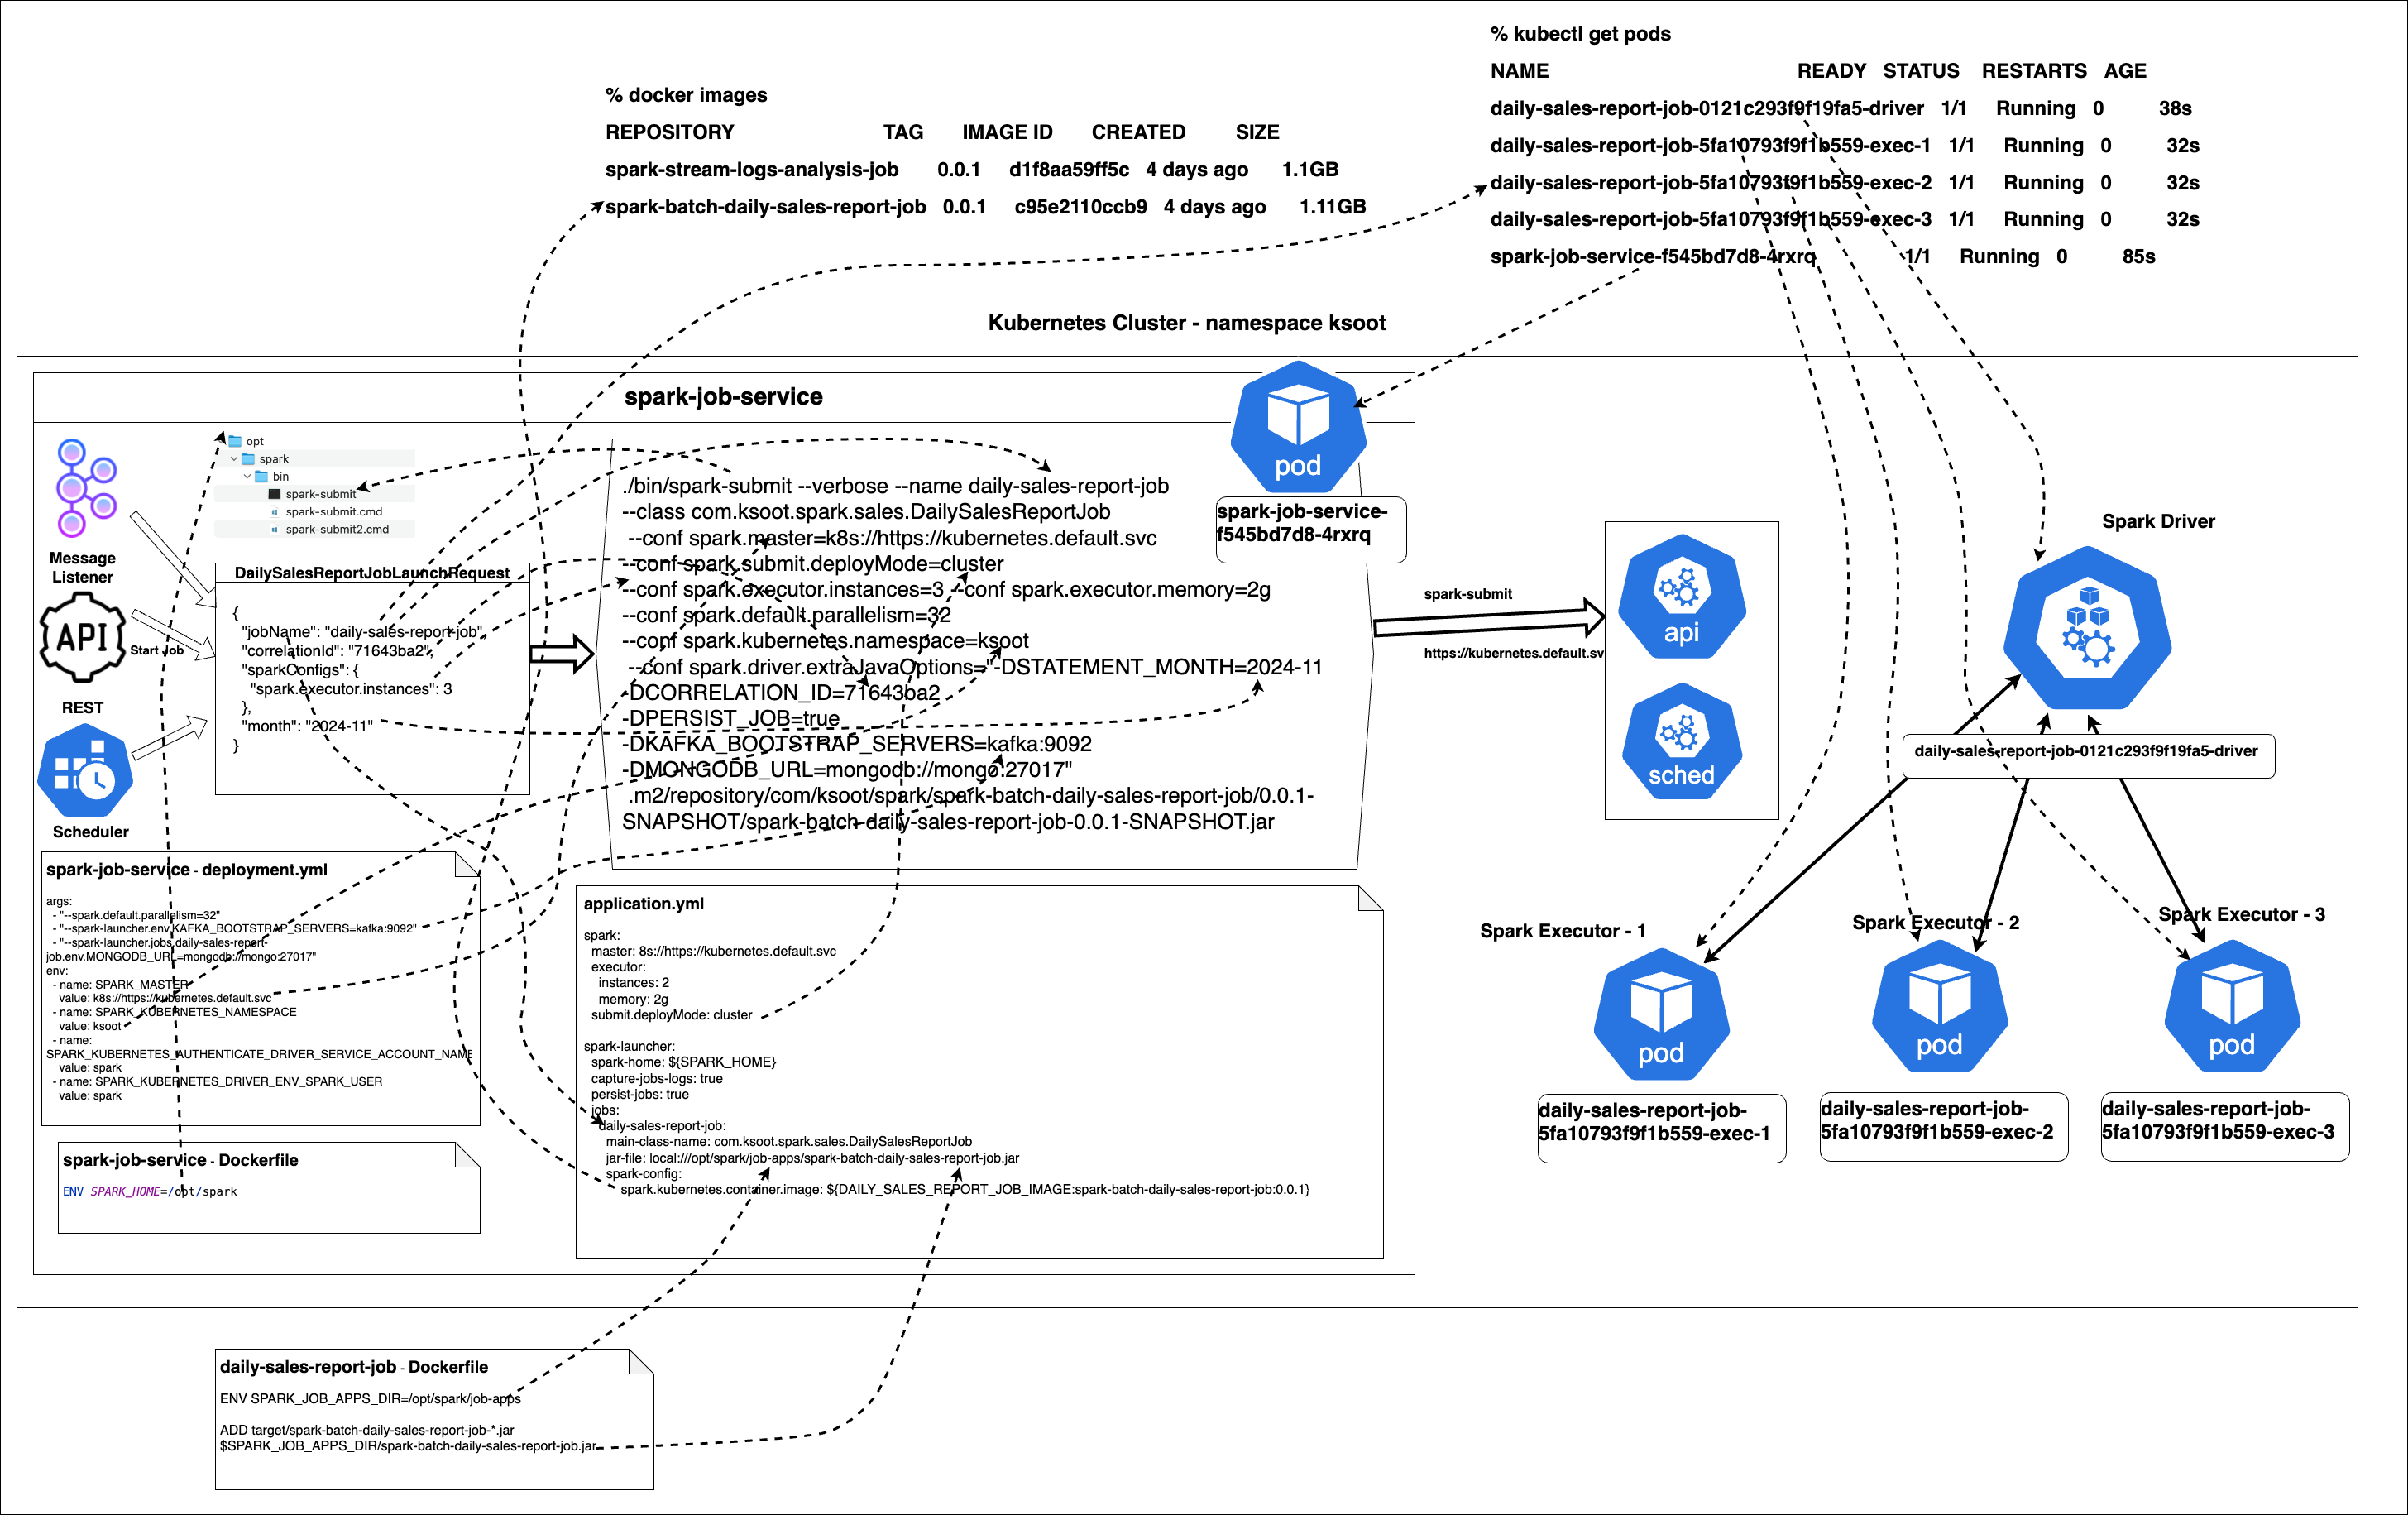 % kubectl get pods
NAME READY STATUS RESTARTS AGE
daily-sales-report-job-0121c293f9f19fa5-driver 1/1 Running 0 38s
daily-sales-report-job-5fa10793f9f1b559-exec-1 1/1 Running 0 32s
daily-sales-report-job-5fa10793f9f1b559-exec-2 1/1 Running 0 32s
daily-sales-report-job-5fa10793f9f1b559-exec-3 1/1 Running 0 32s
spark-job-service-f545bd7d8-4rxrq 1/1 Running 0 85s
% docker images
REPOSITORY TAG IMAGE ID CREATED SIZE
spark-stream-logs-analysis-job 0.0.1 d1f8aa59ff5c 4 days ago 1.1GB
spark-batch-daily-sales-report-job 0.0.1 c95e2110ccb9 4 days ago 1.11GB
Kubernetes Cluster - namespace ksoot
spark-job-service
pod
spark-job-service-
f545bd7d8-4rxrq
Message
Listener
API
REST
Scheduler
Start Job
opt
spark
bin
spark-submit
spark-submit.cmd
spark-submit2.cmd
DailySalesReportJobLaunchRequest
{
"jobName": "daily-sales-report-job",
"correlationId": "71643ba2",
"sparkConfigs": {
"spark.executor.instances": 3
},
"month": "2024-11"
}
./bin/spark-submit --verbose --name daily-sales-report-job
--class com.ksoot.spark.sales.DailySalesReportJob
--conf spark.master=k8s://https://kubernetes.default.svc
--conf spark.submit.deployMode=cluster
--conf spark.executor.instances=3 --conf spark.executor.memory=2g
--conf spark.default.parallelism=32
--conf spark.kubernetes.namespace=ksoot
--conf spark.driver.extraJavaOptions="-DSTATEMENT_MONTH=2024-11
-DCORRELATION_ID=71643ba2
-DPERSIST_JOB=true
-DKAFKA_BOOTSTRAP_SERVERS=kafka:9092
-DMONGODB_URL=mongodb://mongo:27017"
.m2/repository/com/ksoot/spark/spark-batch-daily-sales-report-job/0.0.1-
SNAPSHOT/spark-batch-daily-sales-report-job-0.0.1-SNAPSHOT.jar
spark-submit
https://kubernetes.default.sv
api
sched
Spark Driver
daily-sales-report-job-0121c293f9f19fa5-driver
Spark Executor - 1
Spark Executor - 2
Spark Executor - 3
pod
pod
pod
daily-sales-report-job-
5fa10793f9f1b559-exec-1
daily-sales-report-job-
5fa10793f9f1b559-exec-2
daily-sales-report-job-
5fa10793f9f1b559-exec-3
spark-job-service - deployment.yml
args:
- "--spark.default.parallelism=32"
- "--spark-launcher.env.KAFKA_BOOTSTRAP_SERVERS=kafka:9092"
- "--spark-launcher.jobs.daily-sales-report-
job.env.MONGODB_URL=mongodb://mongo:27017"
env:
- name: SPARK_MASTER
value: k8s://https://kubernetes.default.svc
- name: SPARK_KUBERNETES_NAMESPACE
value: ksoot
- name:
SPARK_KUBERNETES_AUTHENTICATE_DRIVER_SERVICE_ACCOUNT_NAME
value: spark
- name: SPARK_KUBERNETES_DRIVER_ENV_SPARK_USER
value: spark
spark-job-service - Dockerfile
ENV SPARK_HOME=/opt/spark
application.yml
spark:
master: 8s://https://kubernetes.default.svc
executor:
instances: 2
memory: 2g
submit.deployMode: cluster
spark-launcher:
spark-home: ${SPARK_HOME}
capture-jobs-logs: true
persist-jobs: true
jobs:
daily-sales-report-job:
main-class-name: com.ksoot.spark.sales.DailySalesReportJob
jar-file: local:///opt/spark/job-apps/spark-batch-daily-sales-report-job.jar
spark-config:
spark.kubernetes.container.image: ${DAILY_SALES_REPORT_JOB_IMAGE:spark-batch-daily-sales-report-job:0.0.1}
daily-sales-report-job - Dockerfile
ENV SPARK_JOB_APPS_DIR=/opt/spark/job-apps
ADD target/spark-batch-daily-sales-report-job-*.jar
$SPARK_JOB_APPS_DIR/spark-batch-daily-sales-report-job.jar